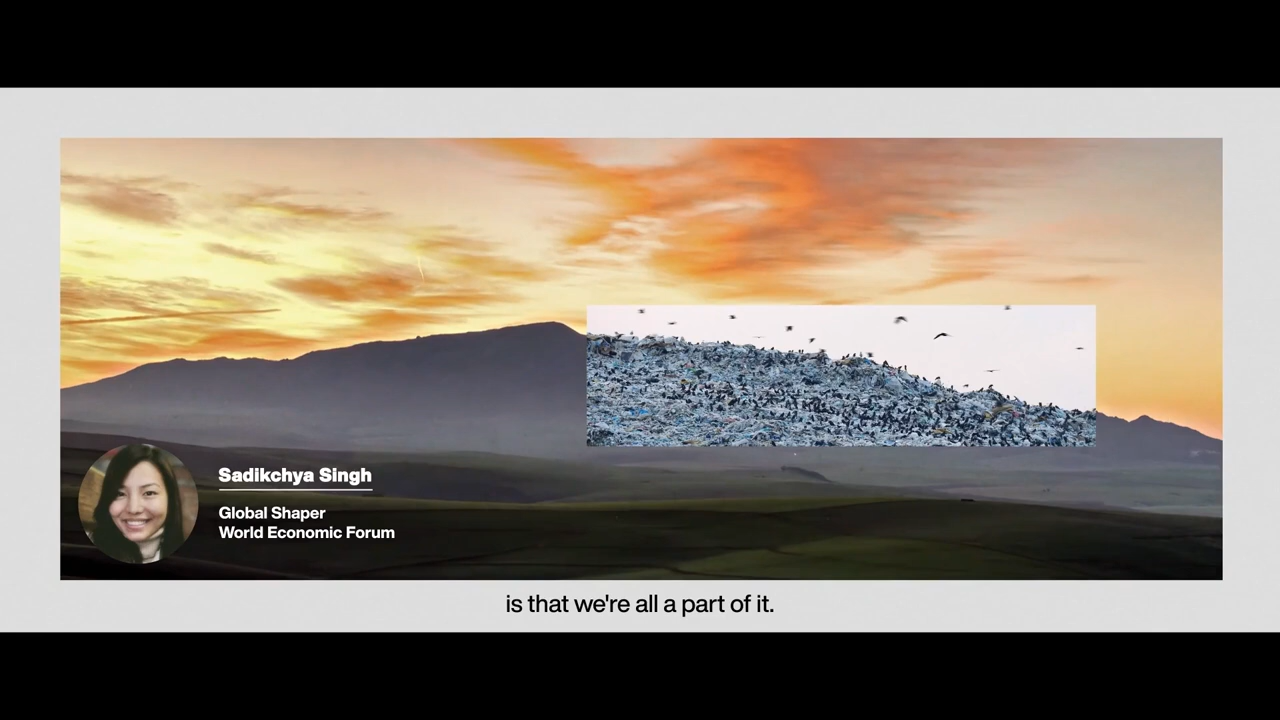 Sadikchya Singh
Global Shaper
World Economic Forum
is that we're all a part of it.